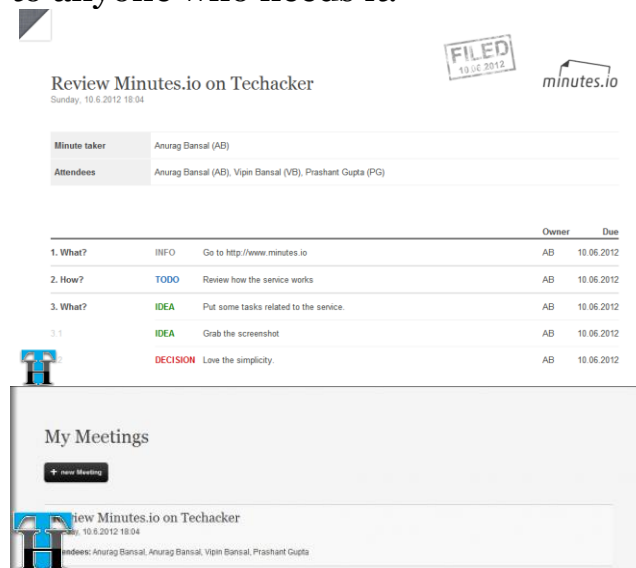 to anyone who needs it.
FILED
10.06.2012
minutes.io
Review Minutes.io on Techacker
Sunday, 10.6.2012 18:04
Minute taker Anurag Bansal (AB)
Attendees Anurag Bansal (AB), Vipin Bansal (VB), Prashant Gupta (PG)
Owner Due
1. What? INFO Go to http://www.minutes.io AB 10.06.2012
2. How? TODO Review how the service works AB 10.06.2012
3. What? IDEA Put some tasks related to the service. AB 10.06.2012
3.1 IDEA Grab the screenshot AB 10.06.2012
DECISION Love the simplicity. AB 10.06.2012
H
My Meetings
+ new Meeting
Minutes.io on Techacker
10.6.2012 18:04
Anurag Bansal, Anurag Bansal, Vipin Bansal, Prashant Gupta
H